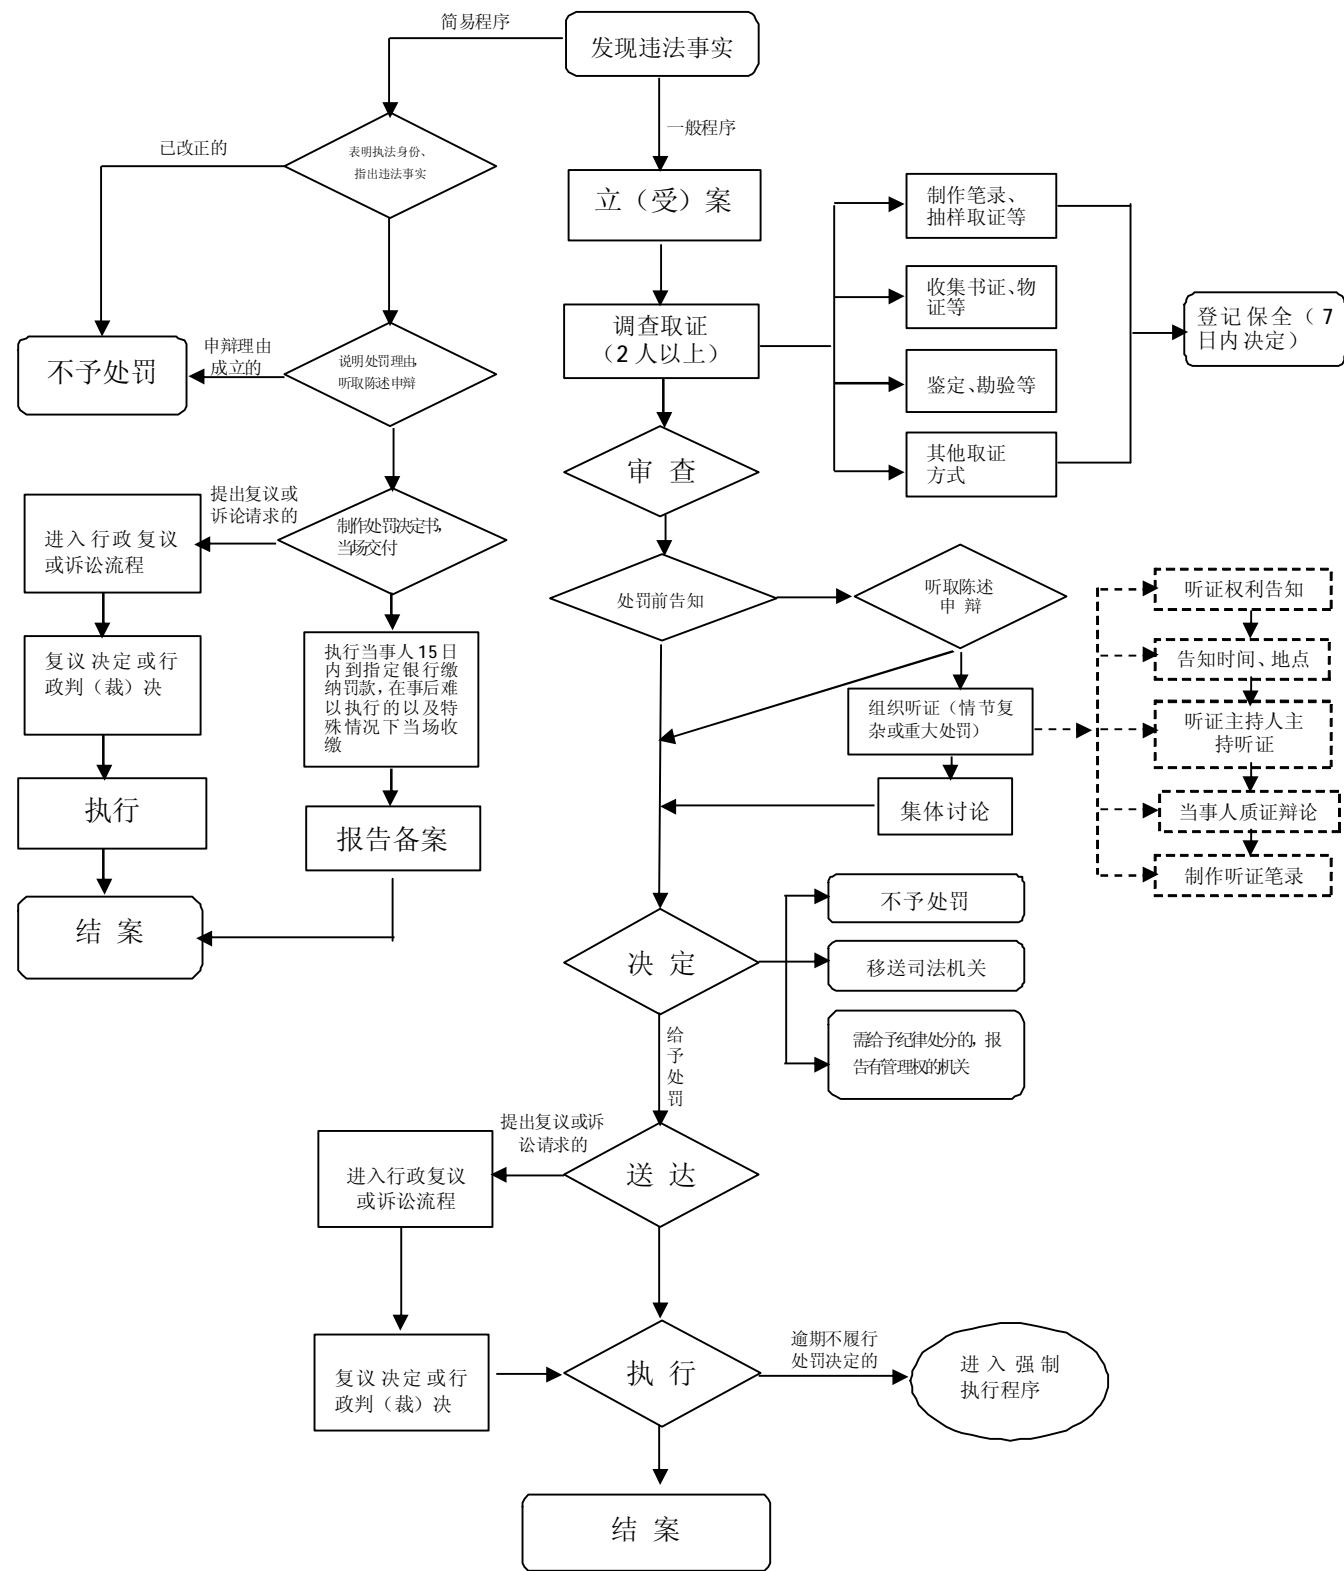 简易程序
发现违法事实
一般程序
已改正的
表明执法身份、
指出违法事实
立（受）案
制作笔录、
抽样取证等
收集书证、物
证等
登记保全（7
日内决定）
调查取证
（2人以上）
申辩理由
成立的
不予处罚
说明处罚理由,
听取陈述申辩
鉴定、勘验等
其他取证
方式
审 查
提出复议或
诉论请求的
进入行政复议
或诉讼流程
制作处罚决定书,
当场交付
处罚前告知
听取陈述
申 辩
听证权利告知
复议决定或行
政判（裁）决
执行当事人15日
内到指定银行缴
纳罚款，在事后难
以执行的以及特
殊情况下当场收
缴
告知时间、地点
组织听证（情节复
杂或重大处罚）
听证主持人主
持听证
执行
报告备案
集体讨论
当事人质证辩论
制作听证笔录
结 案
不予处罚
决 定
移送司法机关
给
予
处
罚
需给予纪律处分的，报
告有管理权的机关
提出复议或诉
讼请求的
进入行政复议
或诉讼流程
送 达
逾期不履行
处罚决定的
复议决定或行
政判（裁）决
执 行
进入强制
执行程序
结 案